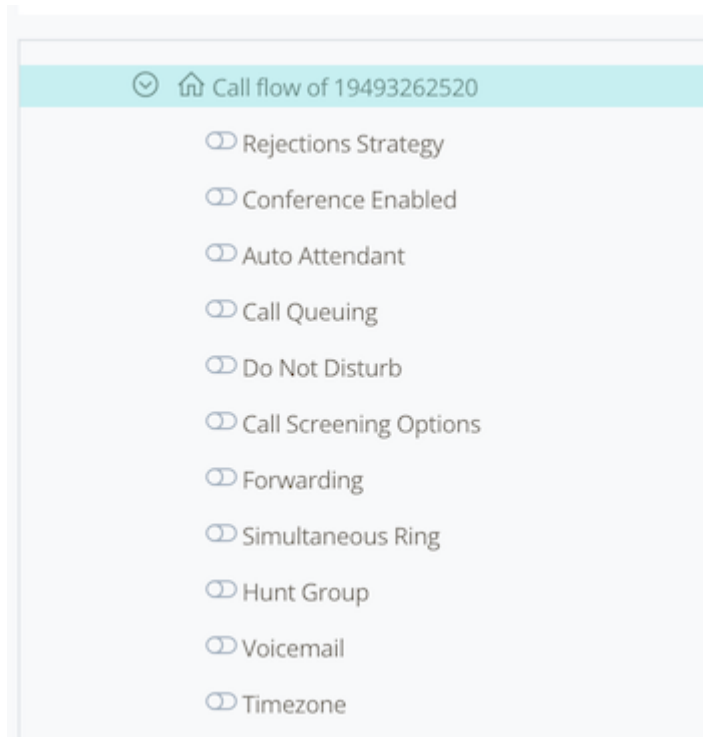 Call flow of 19493262520
Rejections Strategy
Conference Enabled
Auto Attendant
Call Queuing
Do Not Disturb
Call Screening Options
Forwarding
Simultaneous Ring
Hunt Group
Voicemail
Timezone